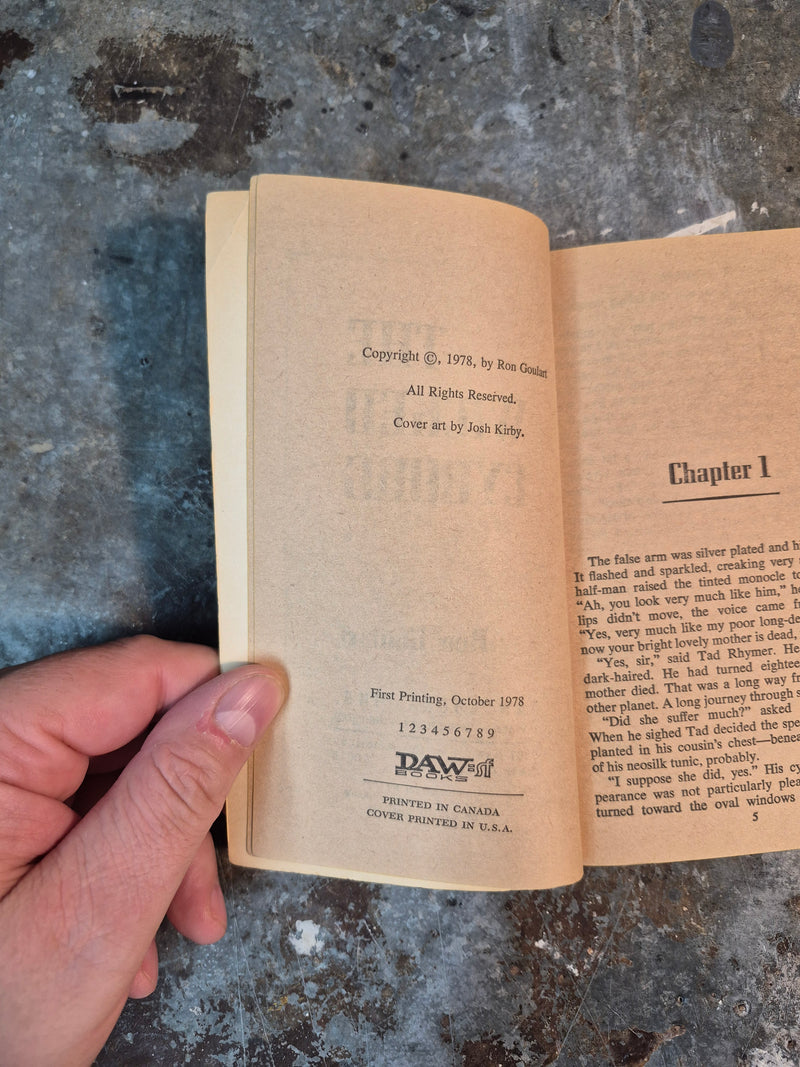 Copyright ©, 1978, by Ron Goulart
All Rights Reserved.
Cover art by Josh Kirby.
First Printing, October 1978
1 2 3 4 5 6 7 8 9
DAW=sf
BOOKS
PRINTED IN CANADA
COVER PRINTED IN U.S.A.
Chapter 1
The false arm was silver plated and
It flashed and sparkled, creaking very
half-man raised the tinted monocle
"Ah, you look very much like him,"
lips didn't move, the voice came
"Yes, very much like my poor
now your bright lovely mother is dead,
"Yes, sir," said Tad Rhymer. He
dark-haired. He had turned
mother died. That was a long way
other planet. A long journey through
"Did she suffer much?" asked
When he sighed Tad decided the
planted in his cousin's chest—
of his neosilk tunic, probably.
"I suppose she did, yes." His
pearance was not particularly
turned toward the oval windows
5